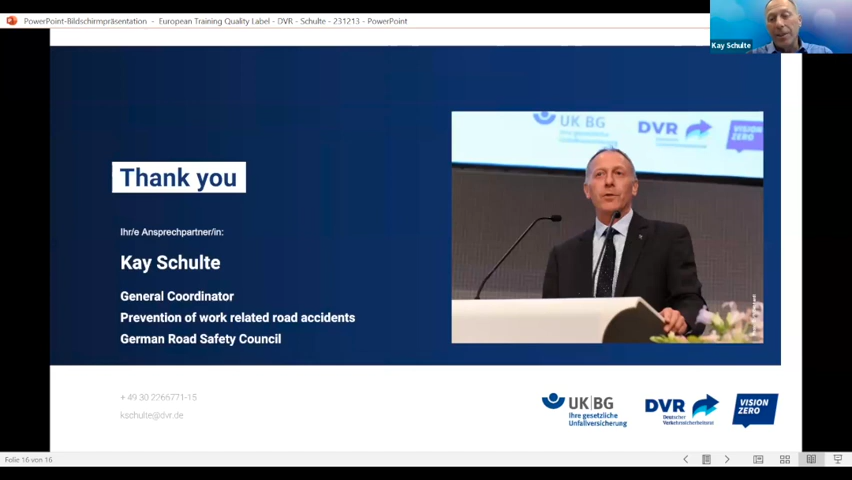 PowerPoint-Bildschirmpräsentation - European Training Quality Label - DVR - Schulte - 231213 - PowerPoint
Kay Schulte
UK BG
Ihre gesetzliche
Unfallversicherung
DVR
VISION
ZERO
Thank you
Ihr/e Ansprechpartner/in:
Kay Schulte
General Coordinator
Prevention of work related road accidents
German Road Safety Council
+ 49 30 2266771-15
kschulte@dvr.de
UK|BG
Ihre gesetzliche
Unfallversicherung
DVR
Deutscher
Verkehrssicherheitsrat
VISION
ZERO
Folie 16 von 16